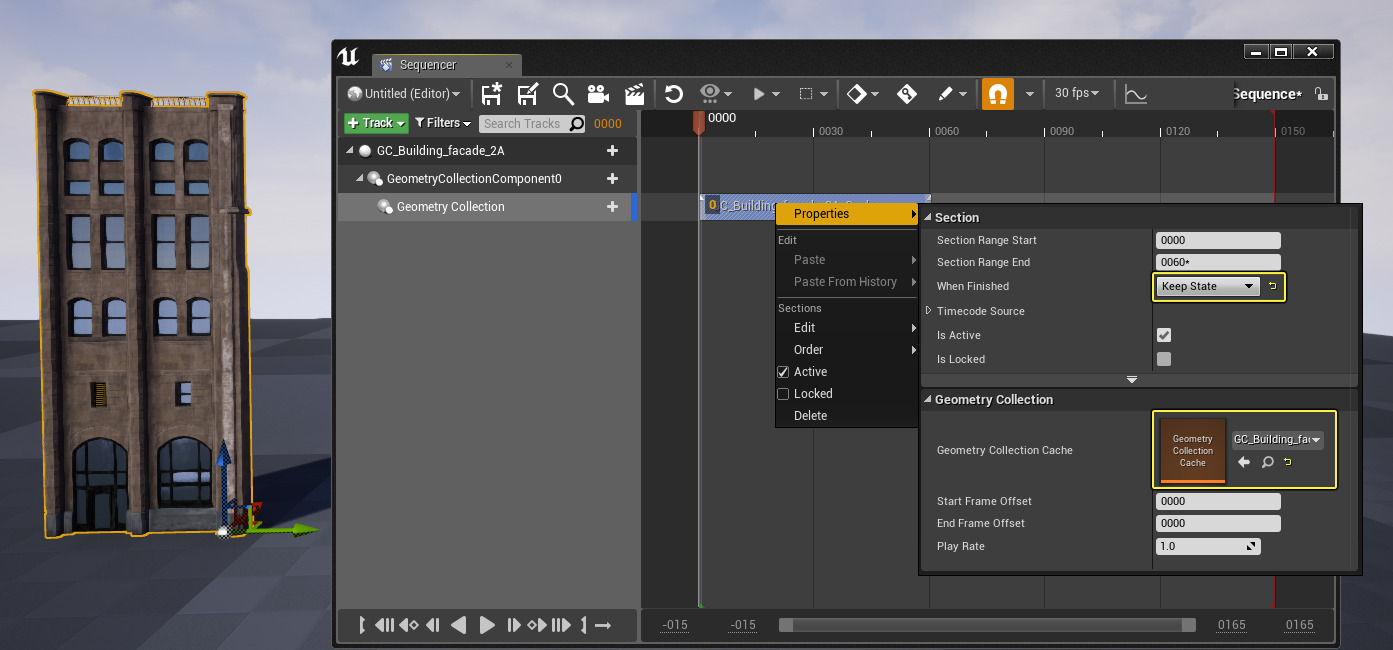 Sequencer
Untitled (Editor)
30 fps
Sequence*
Track
Filters
Search Tracks
0000
0000
0030
0060
0090
0120
0150
GC_Building_facade_2A
GeometryCollectionComponent0
Geometry Collection
0
Properties
Edit
Paste
Paste From History
Sections
Edit
Order
Active
Locked
Delete
Section
Section Range Start
0000
Section Range End
0060*
When Finished
Keep State
Timecode Source
Is Active
Is Locked
Geometry Collection
Geometry Collection Cache
Geometry
Collection
Cache
GC_Building_fa
Start Frame Offset
0000
End Frame Offset
0000
Play Rate
1.0
-015
-015
0165
0165